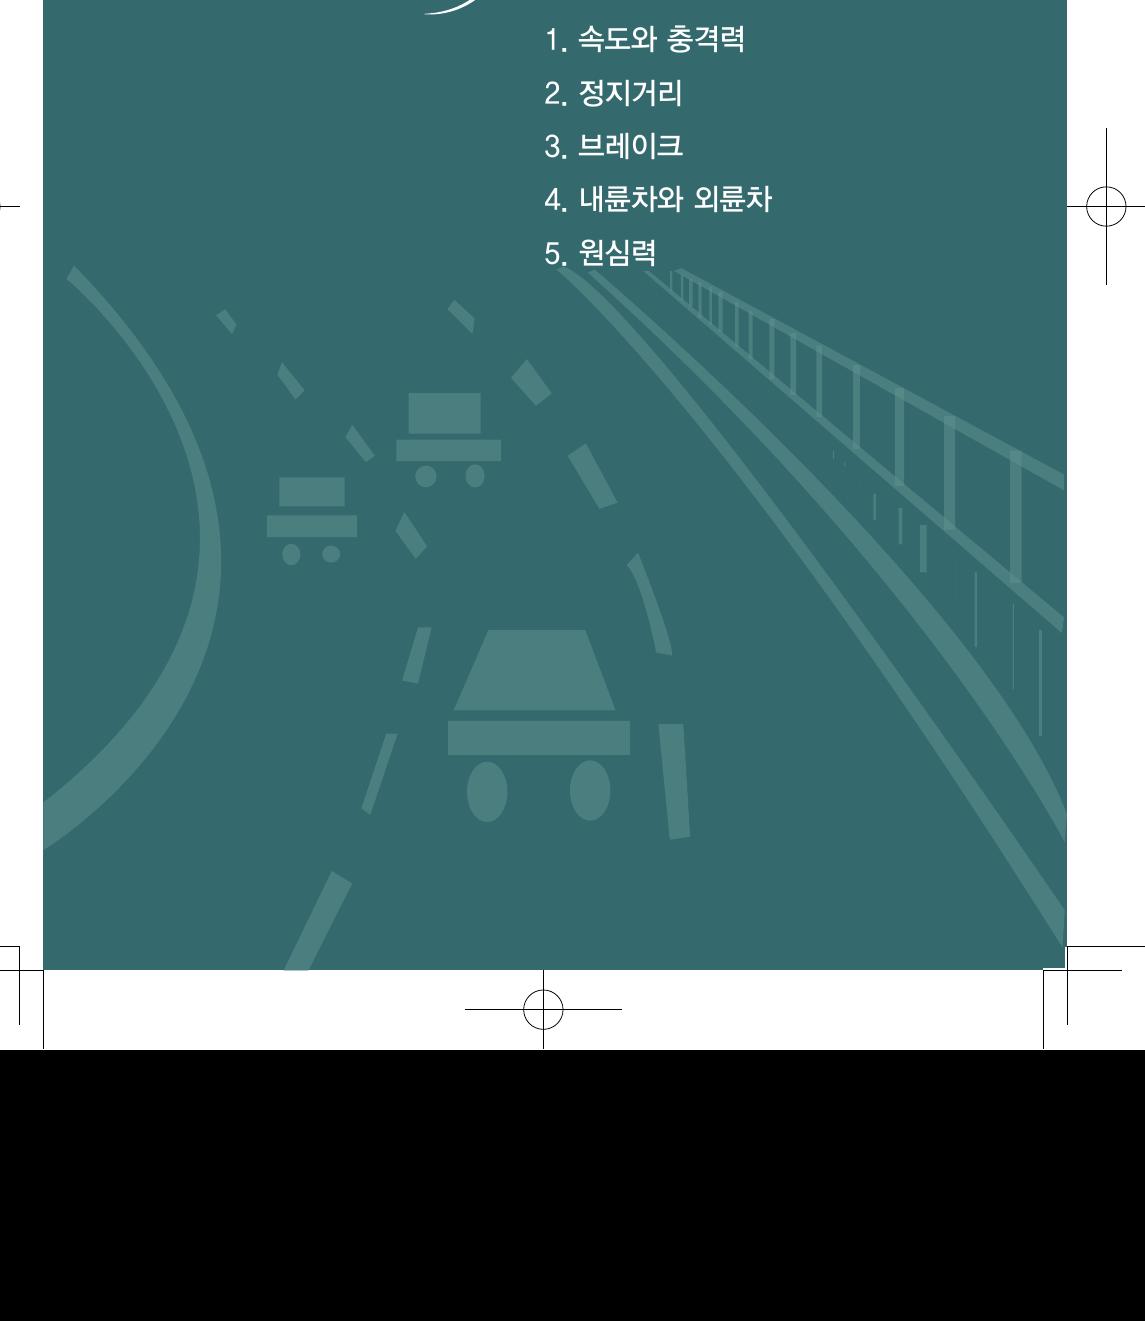 1. 속도와 충격력
2. 정지거리
3. 브레이크
4. 내륜차와 외륜차
5. 원심력